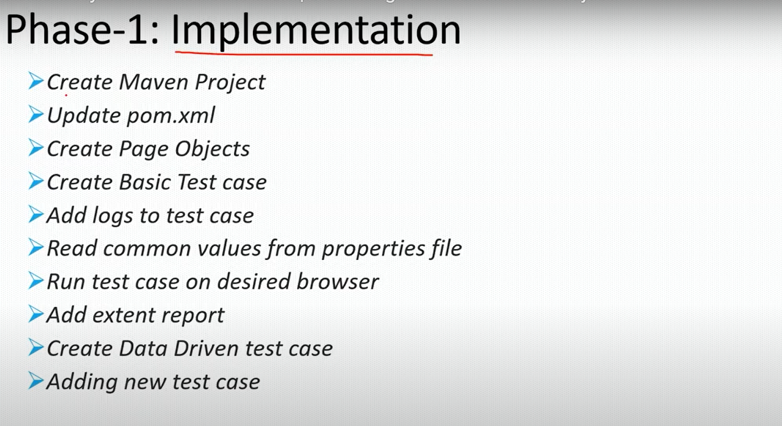 Phase-1: Implementation
Create Maven Project
Update pom.xml
Create Page Objects
Create Basic Test case
Add logs to test case
Read common values from properties file
Run test case on desired browser
Add extent report
Create Data Driven test case
Adding new test case